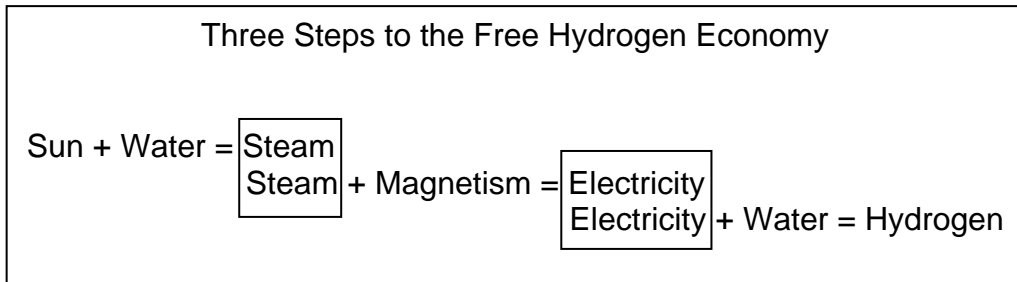 Three Steps to the Free Hydrogen Economy
Sun + Water = Steam
Steam + Magnetism = Electricity
Electricity + Water = Hydrogen